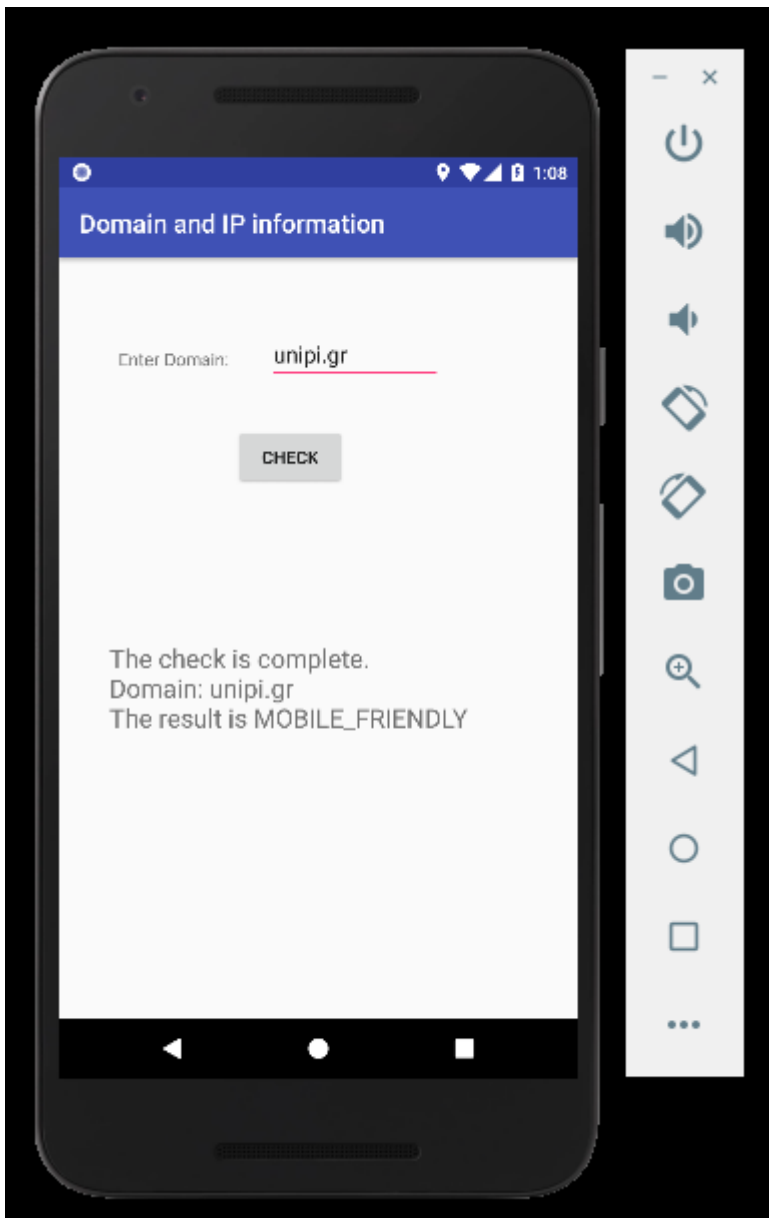 1:08
Domain and IP information
Enter Domain: unipi.gr
CHECK
The check is complete.
Domain: unipi.gr
The result is MOBILE_FRIENDLY